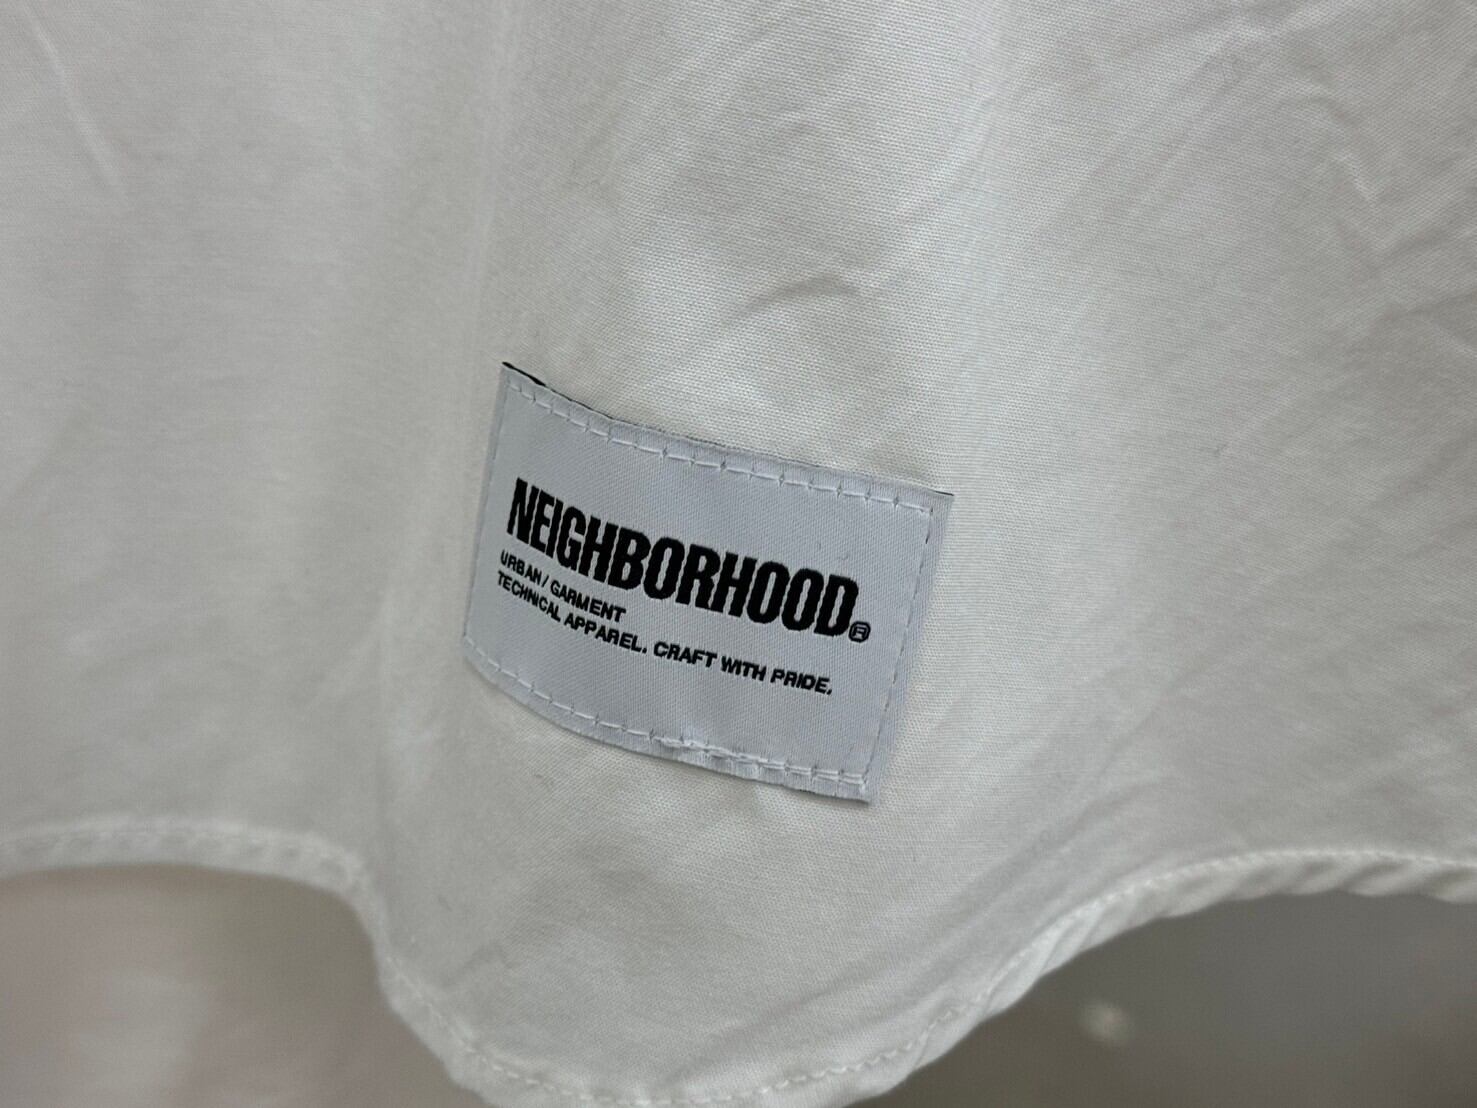 NEIGHBORHOOD®
URBAN/GARMENT
TECHNICAL APPAREL. CRAFT WITH PRIDE.